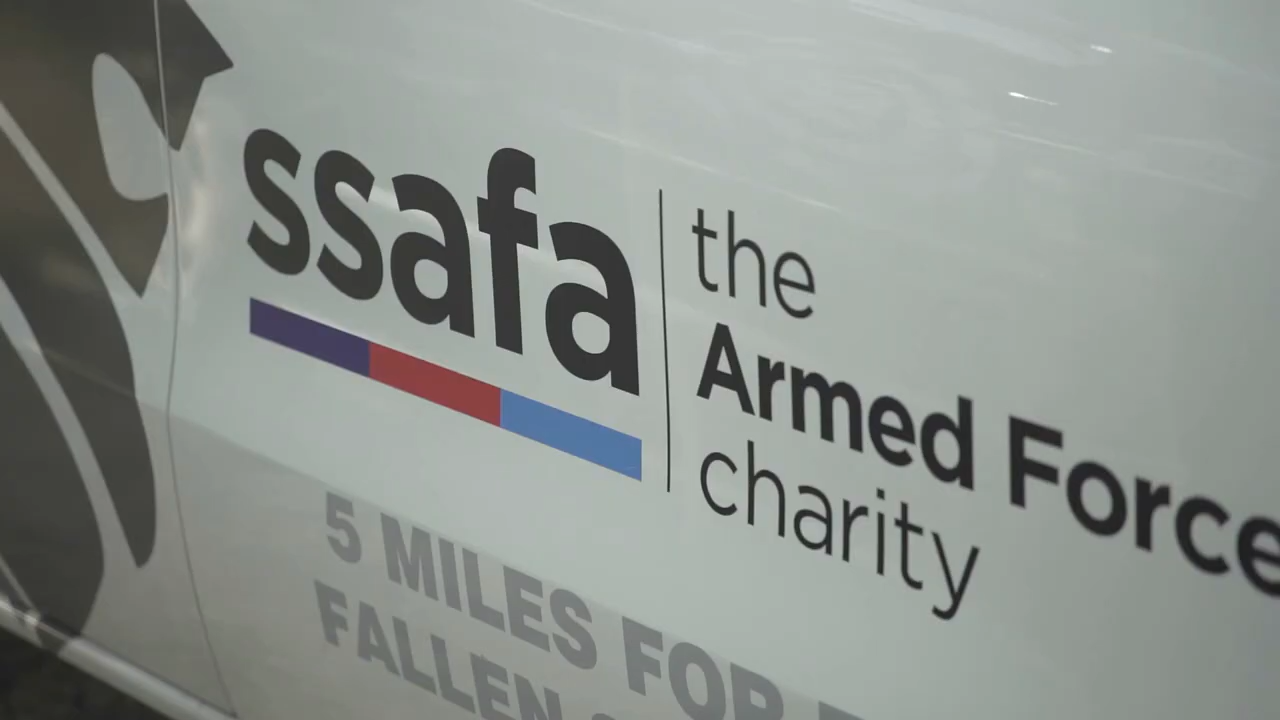 ssafa
the
Armed Force
charity
5 MILES FOR
FALLEN